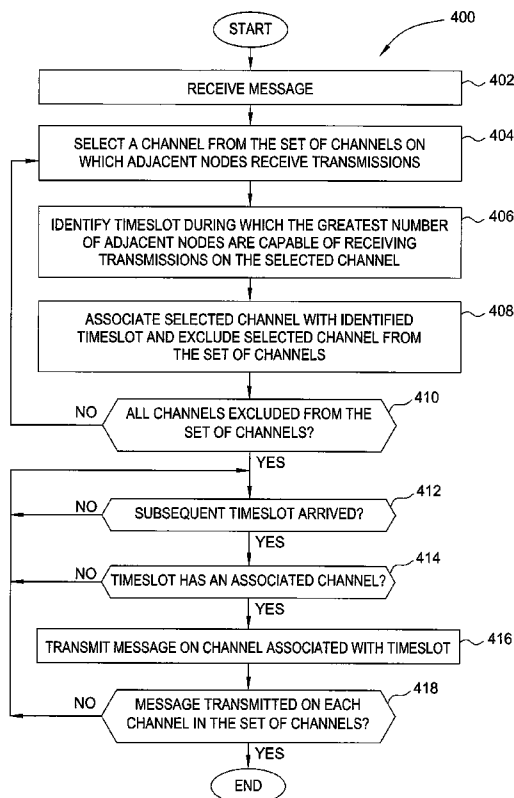 START
400
RECEIVE MESSAGE
402
SELECT A CHANNEL FROM THE SET OF CHANNELS ON
WHICH ADJACENT NODES RECEIVE TRANSMISSIONS
404
IDENTIFY TIMESLOT DURING WHICH THE GREATEST NUMBER
OF ADJACENT NODES ARE CAPABLE OF RECEIVING
TRANSMISSIONS ON THE SELECTED CHANNEL
406
ASSOCIATE SELECTED CHANNEL WITH IDENTIFIED
TIMESLOT AND EXCLUDE SELECTED CHANNEL FROM
THE SET OF CHANNELS
408
NO
ALL CHANNELS EXCLUDED FROM THE
SET OF CHANNELS?
410
YES
NO
SUBSEQUENT TIMESLOT ARRIVED?
412
YES
NO
TIMESLOT HAS AN ASSOCIATED CHANNEL?
414
YES
TRANSMIT MESSAGE ON CHANNEL ASSOCIATED WITH TIMESLOT
416
NO
MESSAGE TRANSMITTED ON EACH
CHANNEL IN THE SET OF CHANNELS?
418
YES
END